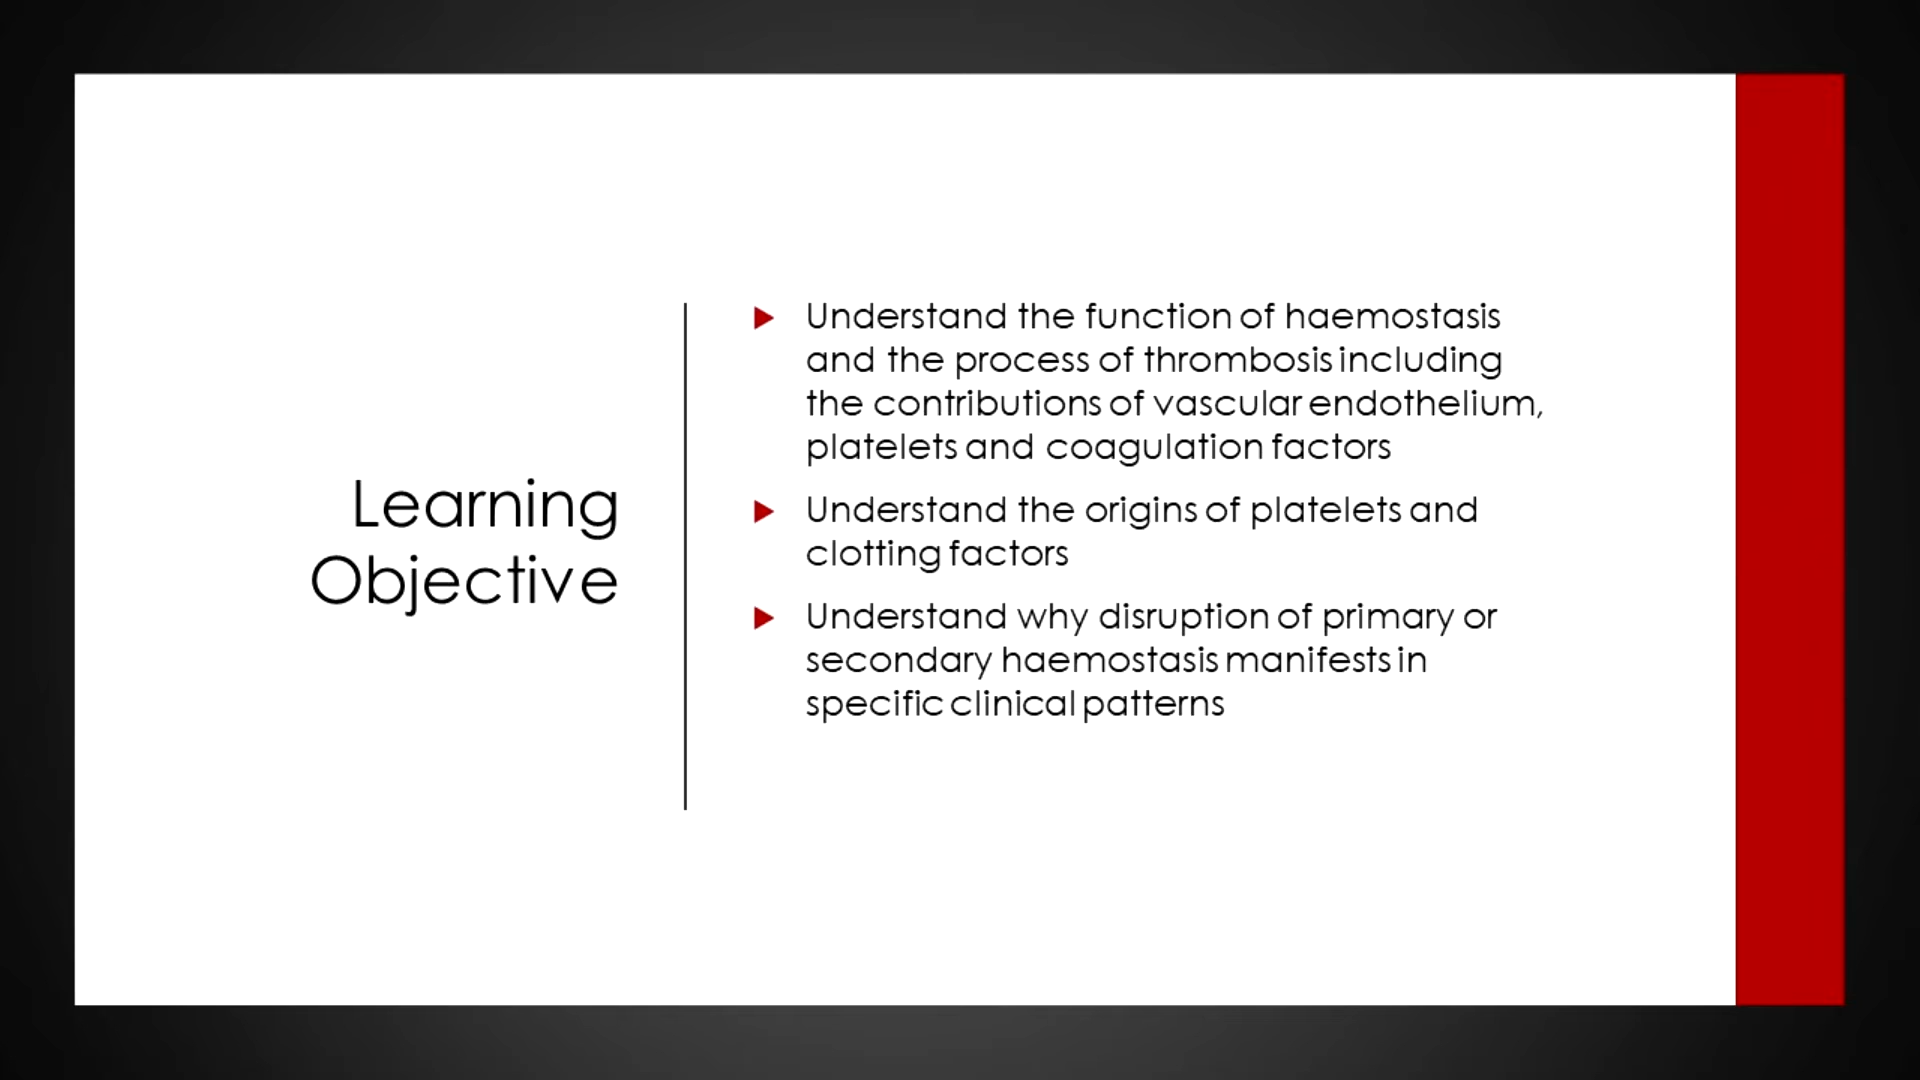 Learning
Objective
Understand the function of haemostasis
and the process of thrombosis including
the contributions of vascular endothelium,
platelets and coagulation factors
Understand the origins of platelets and
clotting factors
Understand why disruption of primary or
secondary haemostasis manifests in
specific clinical patterns